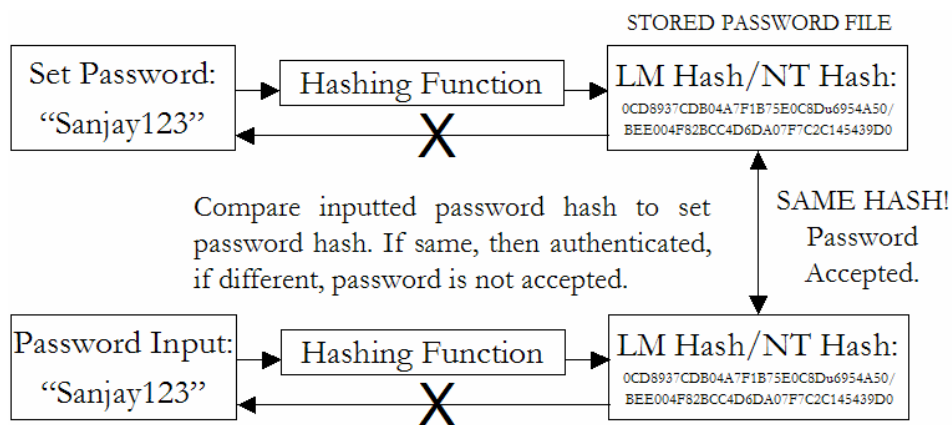 STORED PASSWORD FILE
Set Password:
“Sanjay123”
Hashing Function
LM Hash/NT Hash:
0CD8937CDB04A7F1B75E0C8Du6954A50/
BEE004F82BCC4D6DA07F7C2C145439D0
X
Compare inputted password hash to set
password hash. If same, then authenticated,
if different, password is not accepted.
SAME HASH!
Password
Accepted.
Password Input:
“Sanjay123”
Hashing Function
LM Hash/NT Hash:
0CD8937CDB04A7F1B75E0C8Du6954A50/
BEE004F82BCC4D6DA07F7C2C145439D0
X